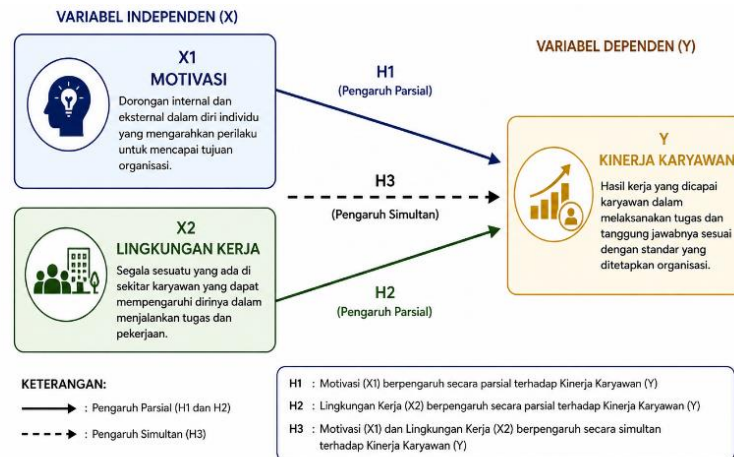 VARIABEL INDEPENDEN (X)
X1
MOTIVASI
Dorongan internal dan
eksternal dalam diri individu
yang mengarahkan perilaku
untuk mencapai tujuan
organisasi.
X2
LINGKUNGAN KERJA
Segala sesuatu yang ada di
sekitar karyawan yang dapat
mempengaruhi dirinya dalam
menjalankan tugas dan
pekerjaan.
H1
(Pengaruh Parsial)
H3
(Pengaruh Simultan)
H2
(Pengaruh Parsial)
VARIABEL DEPENDEN (Y)
Y
KINERJA KARYAWAN
Hasil kerja yang dicapai
karyawan dalam
melaksanakan tugas dan
tanggung jawabnya sesuai
dengan standar yang
ditetapkan organisasi.
KETERANGAN:
: Pengaruh Parsial (H1 dan H2)
: Pengaruh Simultan (H3)
H1 : Motivasi (X1) berpengaruh secara parsial terhadap Kinerja Karyawan (Y)
H2 : Lingkungan Kerja (X2) berpengaruh secara parsial terhadap Kinerja Karyawan (Y)
H3 : Motivasi (X1) dan Lingkungan Kerja (X2) berpengaruh secara simultan
terhadap Kinerja Karyawan (Y)